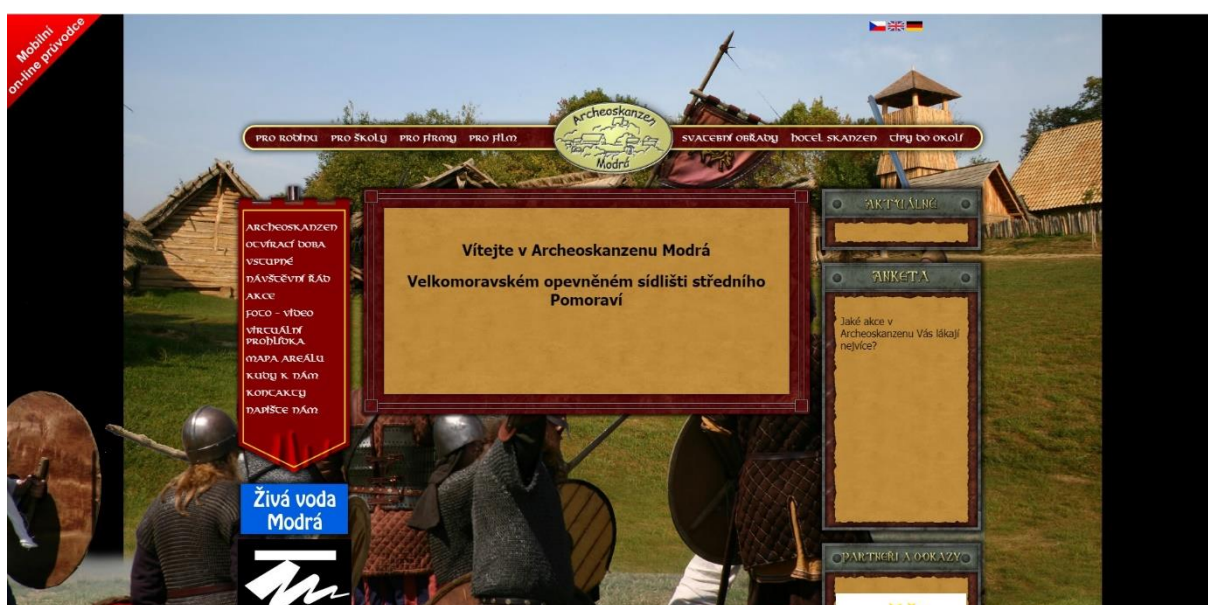 Mobilní
on-line průvodce
PRO RODINU PRO ŠKOLY PRO FIRMY PRO FILM
Archeoskanzen
Modrá
SVATEBNÍ OBŘADY HOTEL SKANZEN TIPY DO OKOLÍ
ARCHEOSKANZEN
OTVÍRACÍ DOBA
VSTUPNÉ
NÁVŠTĚVNÍ ŘÁD
AKCE
FOTO - VIDEO
VIRTUÁLNÍ
PROHLÍDKA
MAPA AREÁLU
KUDY K NÁM
KONTAKTY
NAPIŠTE NÁM
Živá voda
Modrá
Vítejte v Archeoskanzenu Modrá
Velkomoravském opevněném sídlišti středního
Pomoraví
AKTUÁLNĚ
ANKETA
Jaké akce v
Archeoskanzenu Vás lákají
nejvíce?
PARTNEŘI A ODKAZY